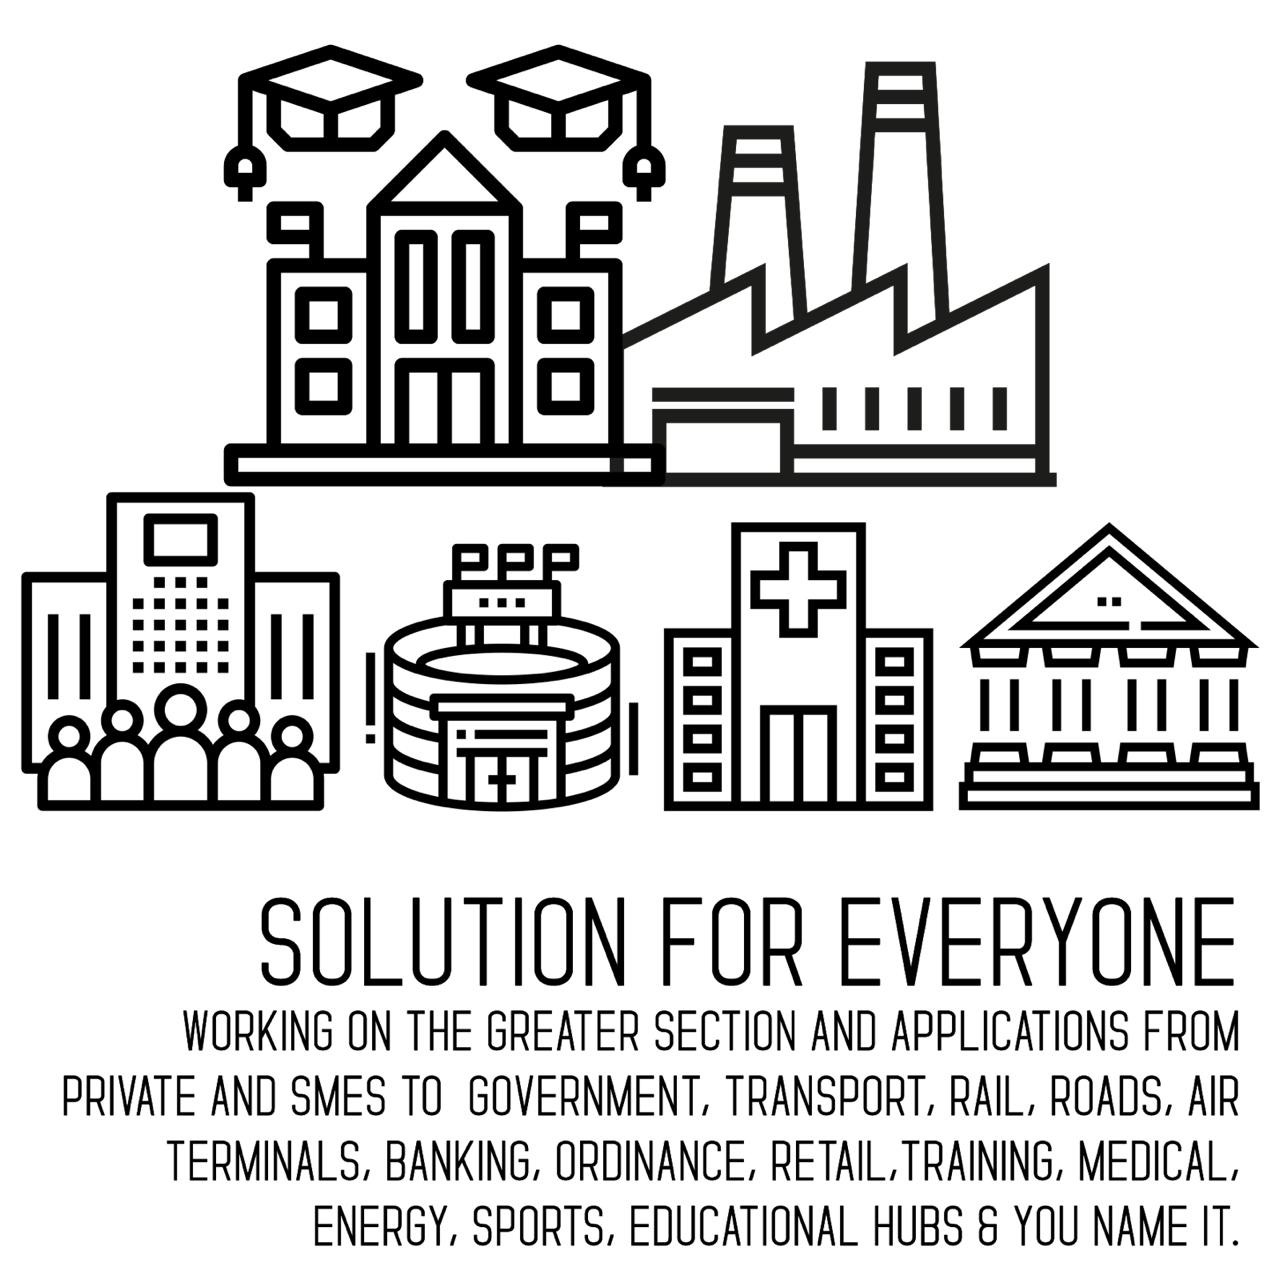 SOLUTION FOR EVERYONE
WORKING ON THE GREATER SECTION AND APPLICATIONS FROM
PRIVATE AND SMES TO GOVERNMENT, TRANSPORT, RAIL, ROADS, AIR
TERMINALS, BANKING, ORDINANCE, RETAIL,TRAINING, MEDICAL,
ENERGY, SPORTS, EDUCATIONAL HUBS & YOU NAME IT.